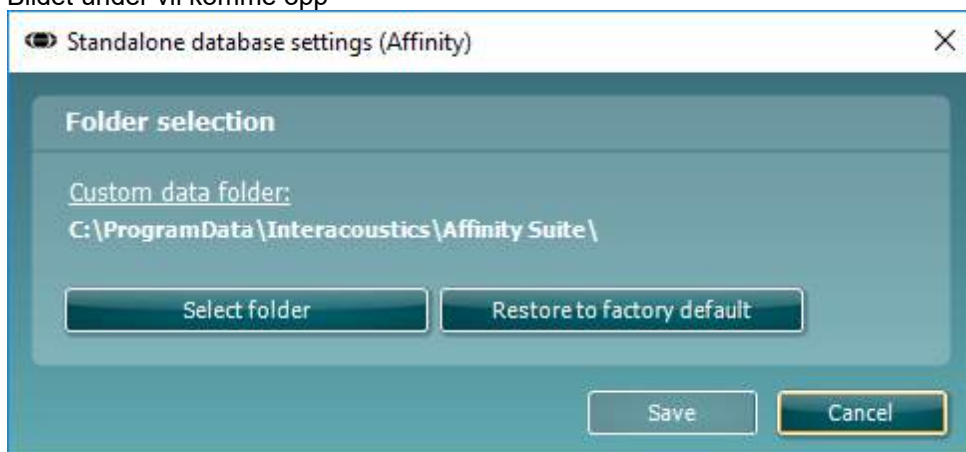 Bildet under vil komme opp
Standalone database settings (Affinity)
Folder selection
Custom data folder:
C:\ProgramData\Interacoustics\Affinity Suite\
Select folder
Restore to factory default
Save
Cancel